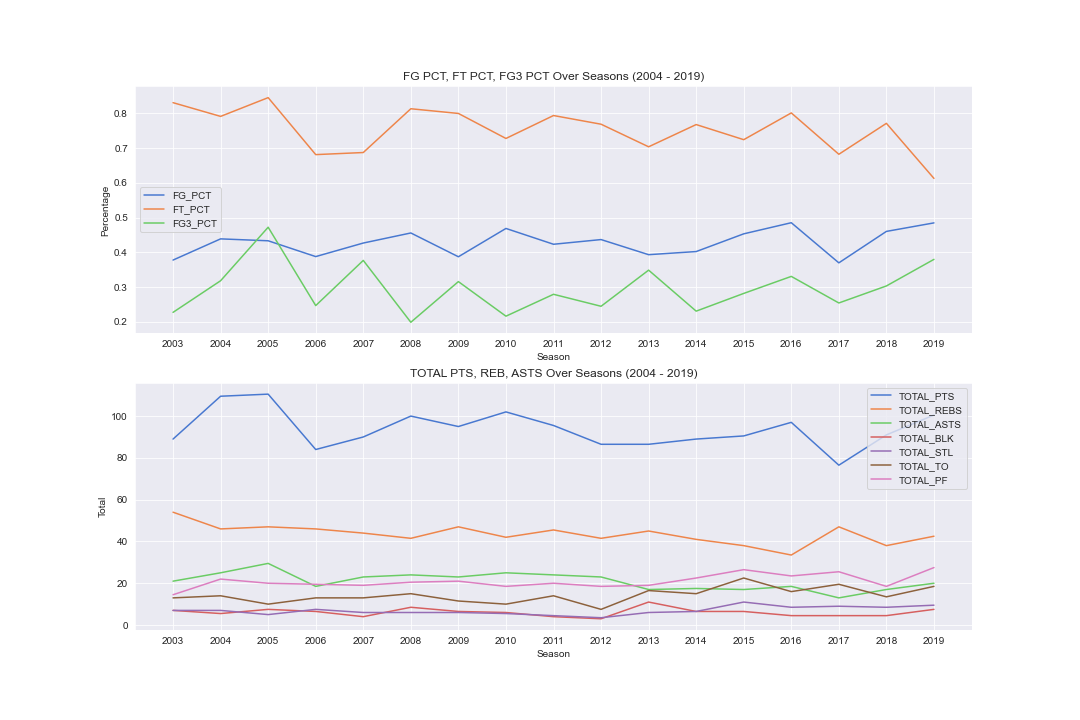 FG PCT, FT PCT, FG3 PCT Over Seasons (2004 - 2019)
0.8
0.7
0.6
0.5
0.4
0.3
0.2
Percentage
FG_PCT
FT_PCT
FG3_PCT
2003 2004 2005 2006 2007 2008 2009 2010 2011 2012 2013 2014 2015 2016 2017 2018 2019
Season
TOTAL PTS, REB, ASTS Over Seasons (2004 - 2019)
100
80
60
40
20
0
Total
TOTAL_PTS
TOTAL_REBS
TOTAL_ASTS
TOTAL_BLK
TOTAL_STL
TOTAL_TO
TOTAL_PF
2003 2004 2005 2006 2007 2008 2009 2010 2011 2012 2013 2014 2015 2016 2017 2018 2019
Season